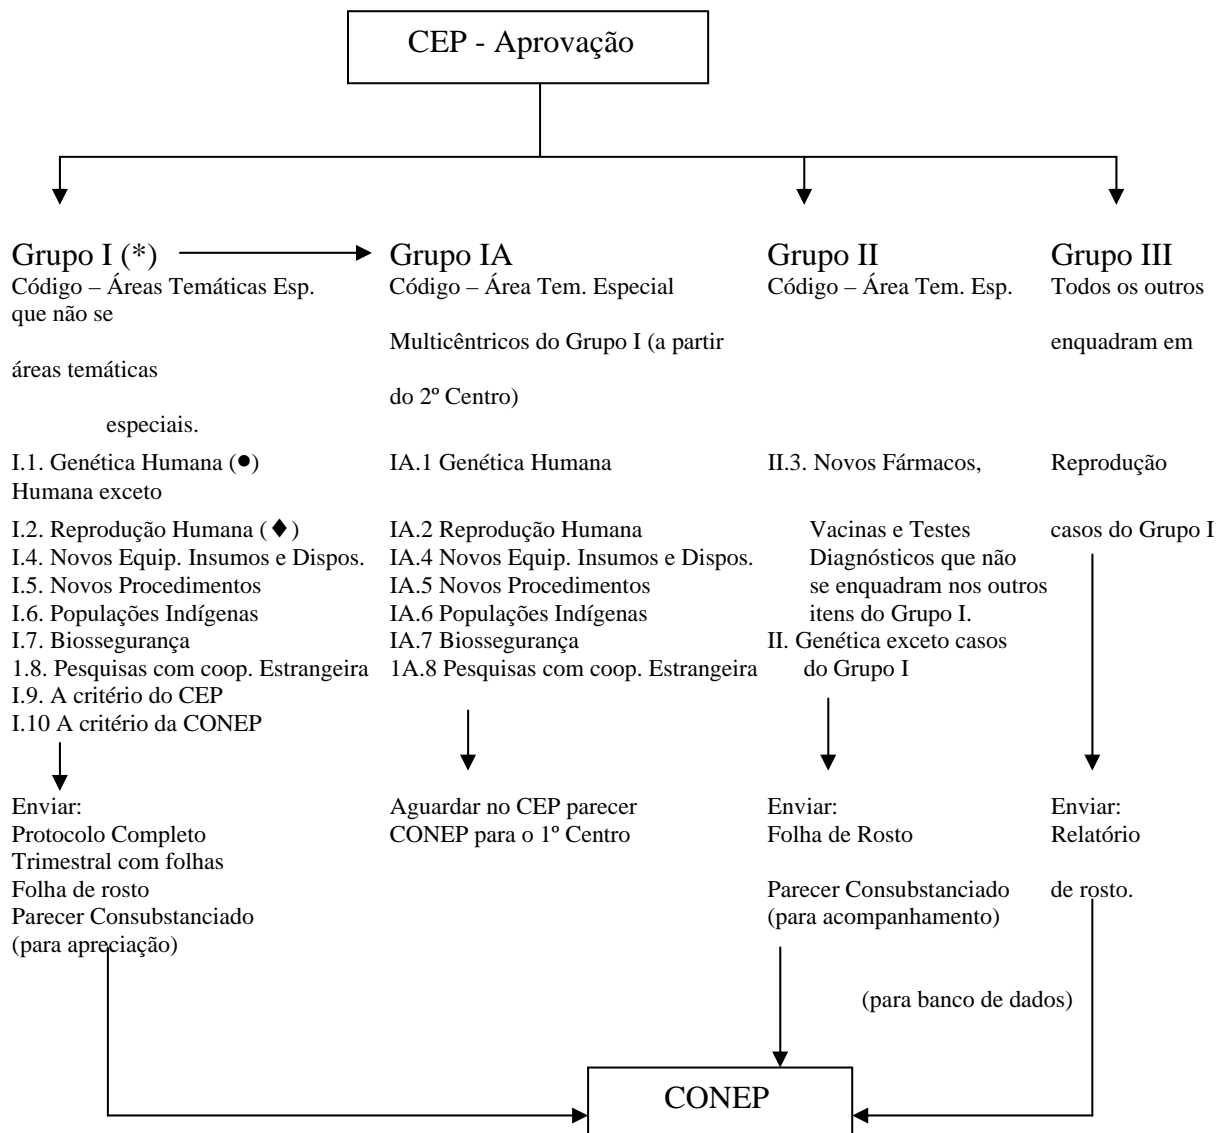 CEP - Aprovação
Grupo I (*)
Código – Áreas Temáticas Esp.
que não se
áreas temáticas
especiais.
I.1. Genética Humana (●)
Humana exceto
I.2. Reprodução Humana (♦)
I.4. Novos Equip. Insumos e Dispos.
I.5. Novos Procedimentos
I.6. Populações Indígenas
I.7. Biossegurança
1.8. Pesquisas com coop. Estrangeira
I.9. A critério do CEP
I.10 A critério da CONEP
Enviar:
Protocolo Completo
Trimestral com folhas
Folha de rosto
Parecer Consubstanciado
(para apreciação)
Grupo IA
Código – Área Tem. Especial
Multicêntricos do Grupo I (a partir
do 2º Centro)
IA.1 Genética Humana
IA.2 Reprodução Humana
IA.4 Novos Equip. Insumos e Dispos.
IA.5 Novos Procedimentos
IA.6 Populações Indígenas
IA.7 Biossegurança
1A.8 Pesquisas com coop. Estrangeira
Aguardar no CEP parecer
CONEP para o 1º Centro
Grupo II
Código – Área Tem. Esp.
II.3. Novos Fármacos,
Vacinas e Testes
Diagnósticos que não
se enquadram nos outros
itens do Grupo I.
II. Genética exceto casos
do Grupo I
Enviar:
Folha de Rosto
Parecer Consubstanciado
(para acompanhamento)
Grupo III
Todos os outros
enquadram em
Reprodução
casos do Grupo I
Enviar:
Relatório
de rosto.
(para banco de dados)
CONEP